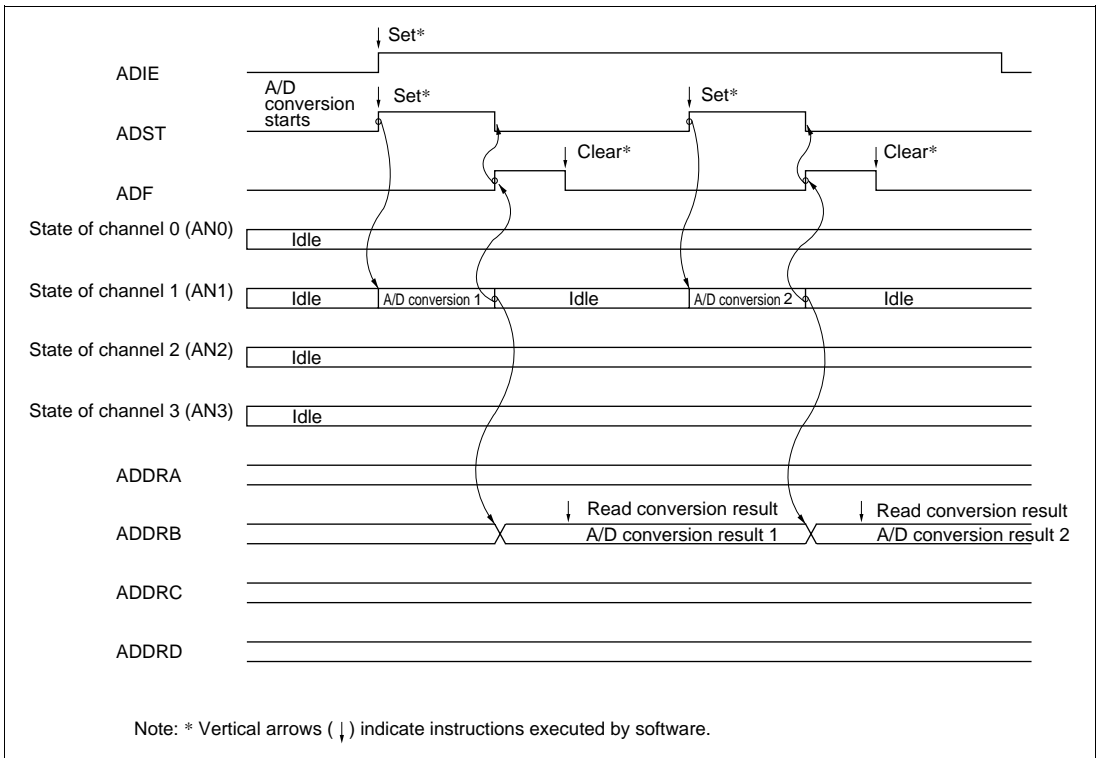 Set*
ADIE
A/D
conversion
starts
Set*
Set*
ADST
Clear*
Clear*
ADF
State of channel 0 (AN0)
Idle
State of channel 1 (AN1)
Idle
A/D conversion 1
Idle
A/D conversion 2
Idle
State of channel 2 (AN2)
Idle
State of channel 3 (AN3)
Idle
ADDRA
Read conversion result
Read conversion result
ADDRB
A/D conversion result 1
A/D conversion result 2
ADDRC
ADDRD
Note: * Vertical arrows (↓) indicate instructions executed by software.